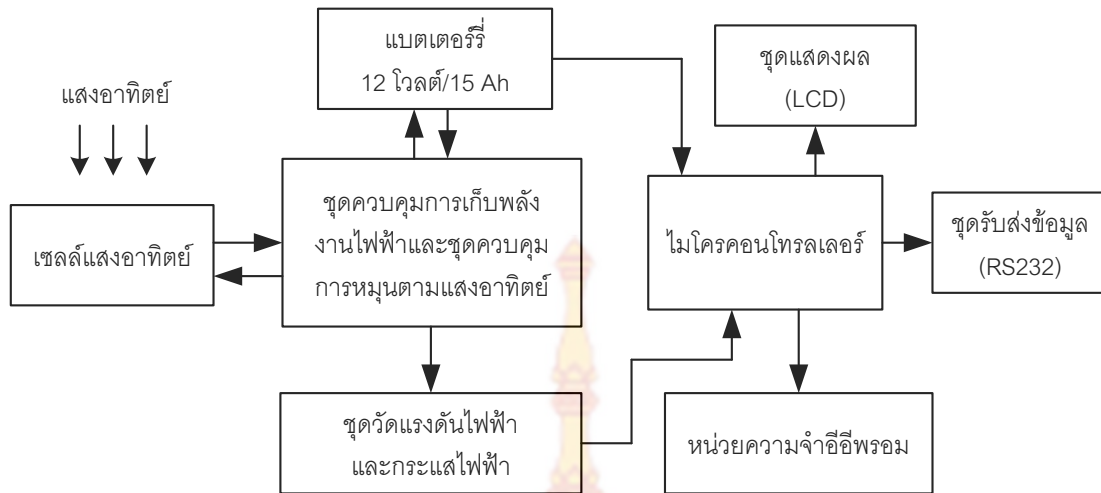 แบตเตอร์รี่
12 โวลต์/15 Ah
ชุดแสดงผล
(LCD)
แสงอาทิตย์
เซลล์แสงอาทิตย์
ชุดควบคุมการเก็บพลัง
งานไฟฟ้าและชุดควบคุม
การหมุนตามแสงอาทิตย์
ไมโครคอนโทรลเลอร์
ชุดรับส่งข้อมูล
(RS232)
ชุดวัดแรงดันไฟฟ้า
และกระแสไฟฟ้า
หน่วยความจำอีอีพรอม